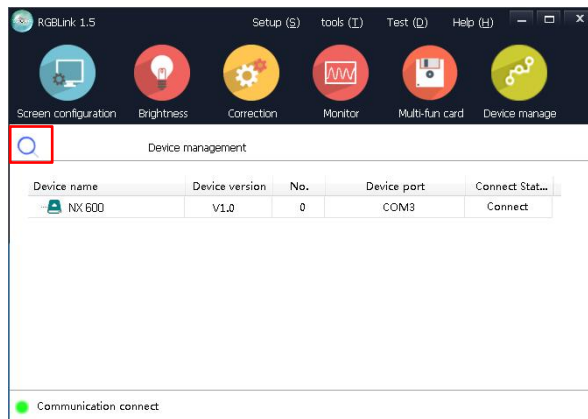 RGBLink 1.5 Setup (S) tools (T) Test (D) Help (H)
Screen configuration Brightness Correction Monitor Multi-fun card Device manage
Device management
Device name Device version No. Device port Connect Stat...
NX 600 V1.0 0 COM3 Connect
Communication connect